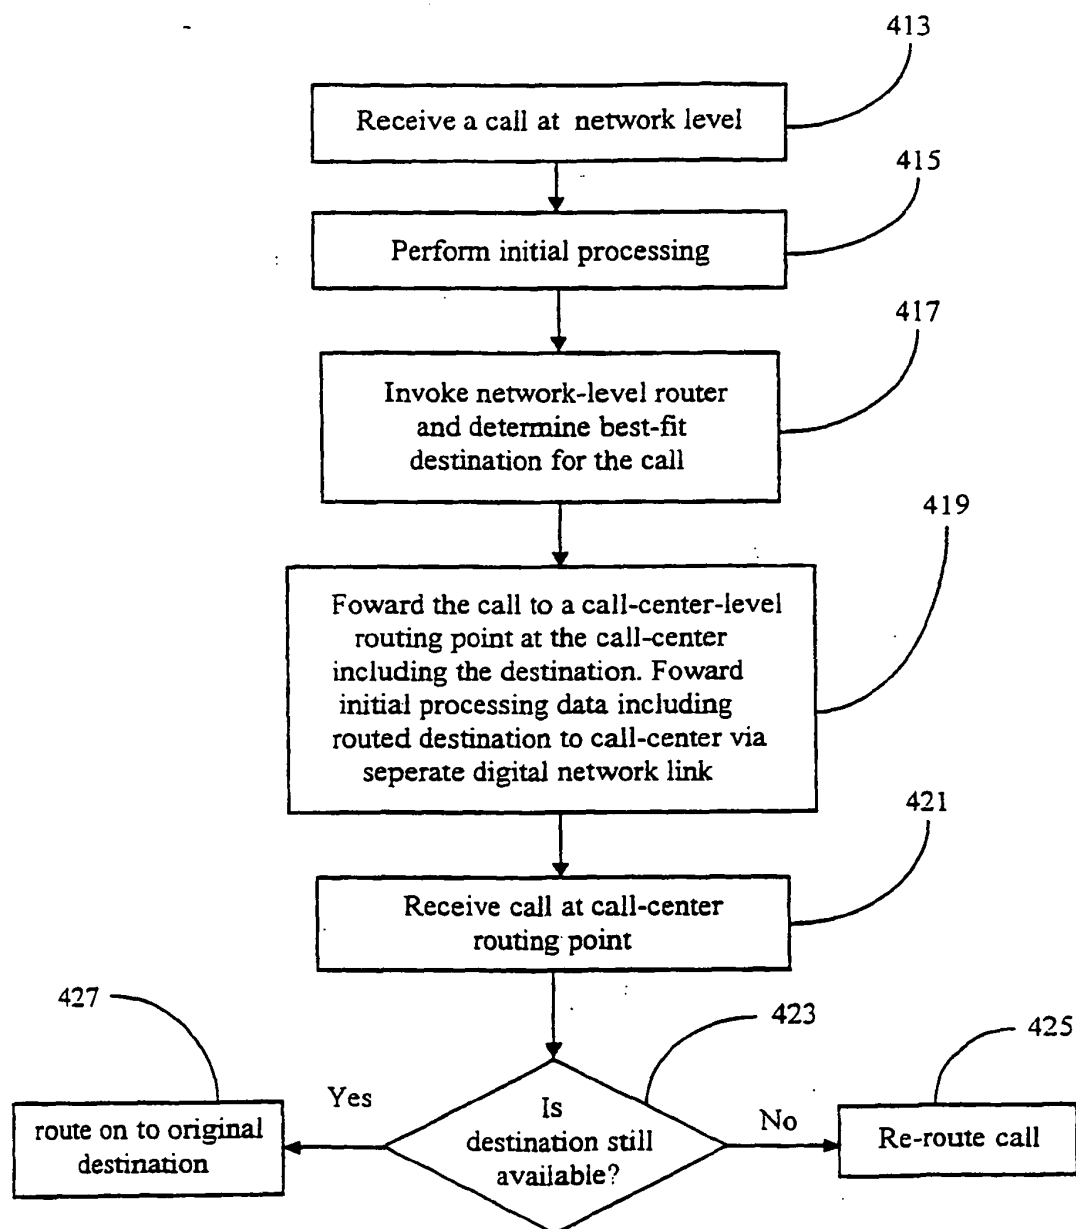 413
Receive a call at network level
415
Perform initial processing
417
Invoke network-level router
and determine best-fit
destination for the call
419
Foward the call to a call-center-level
routing point at the call-center
including the destination. Foward
initial processing data including
routed destination to call-center via
seperate digital network link
421
Receive call at call-center
routing point
427
423
425
Yes
No
route on to original
destination
Is
destination still
available?
Re-route call